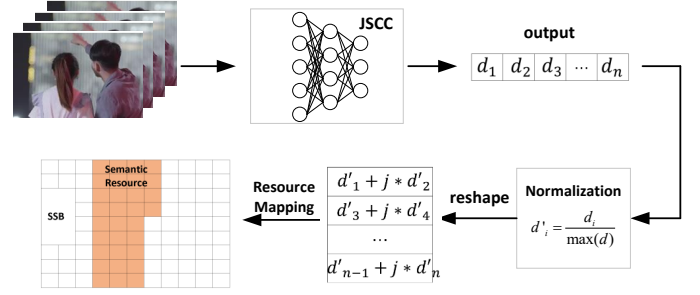 JSCC
output
d₁ d₂ d₃ ⋯ dₙ
Normalization
d'ᵢ = dᵢ / max(d)
reshape
d′₁ + j ∗ d′₂
d′₃ + j ∗ d′₄
⋯
d′ₙ₋₁ + j ∗ d′ₙ
Resource
Mapping
Semantic
Resource
SSB